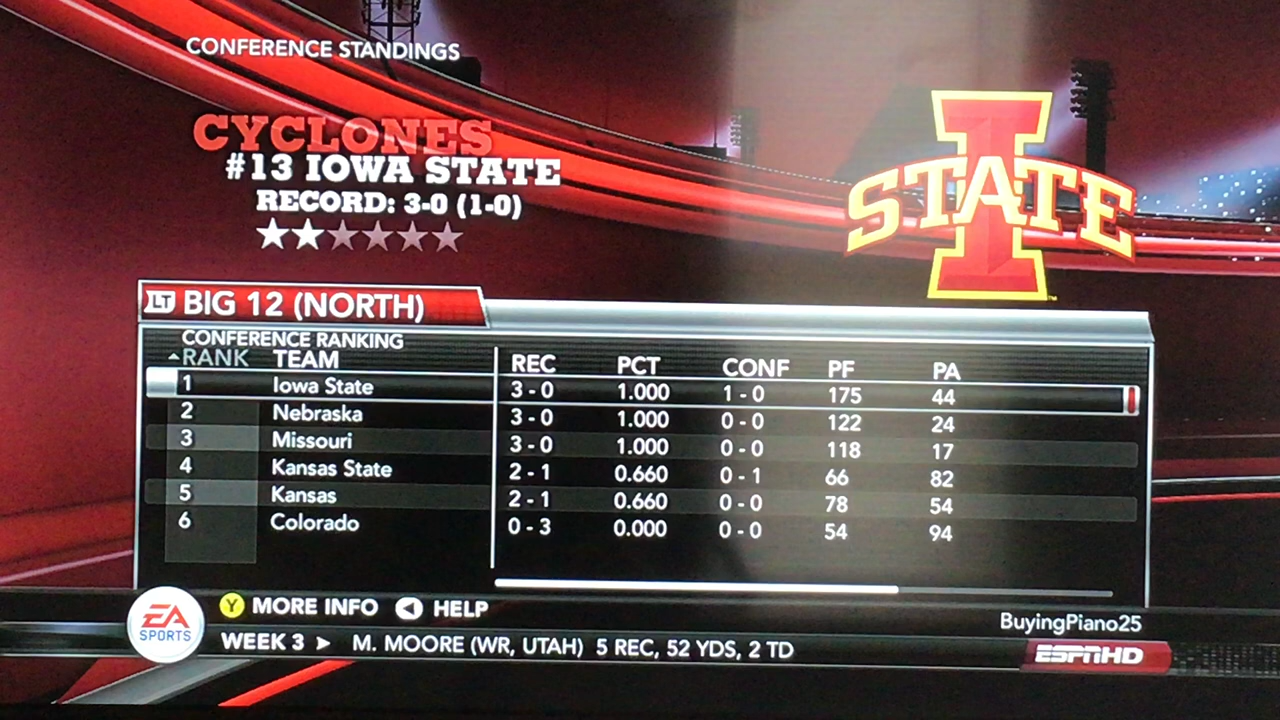 CONFERENCE STANDINGS
CYCLONES
#13 IOWA STATE
RECORD: 3-0 (1-0)
I STATE
TM
LT BIG 12 (NORTH)
CONFERENCE RANKING
RANK TEAM REC PCT CONF PF PA
1 Iowa State 3 - 0 1.000 1 - 0 175 44
2 Nebraska 3 - 0 1.000 0 - 0 122 24
3 Missouri 3 - 0 1.000 0 - 0 118 17
4 Kansas State 2 - 1 0.660 0 - 1 66 82
5 Kansas 2 - 1 0.660 0 - 0 78 54
6 Colorado 0 - 3 0.000 0 - 0 54 94
EA SPORTS
Y MORE INFO HELP
BuyingPiano25
WEEK 3 M. MOORE (WR, UTAH) 5 REC, 52 YDS, 2 TD
ESPN HD